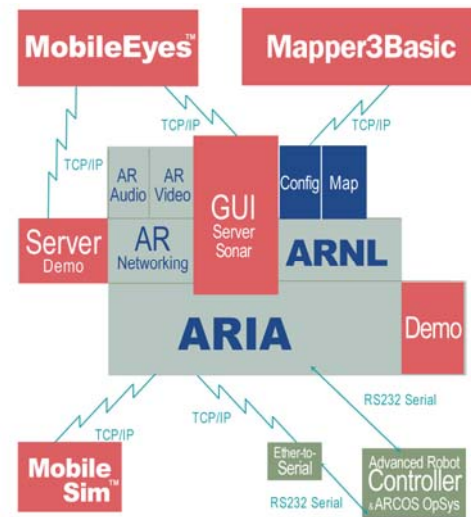 MobileEyes™
Mapper3Basic
TCP/IP
TCP/IP
TCP/IP
AR
Audio
AR
Video
GUI
Server
Sonar
Config
Map
Server
Demo
AR
Networking
ARNL
ARIA
Demo
RS232 Serial
TCP/IP
TCP/IP
Mobile
Sim™
Ether-to-
Serial
RS232 Serial
Advanced Robot
Controller
&ARCOS OpSys